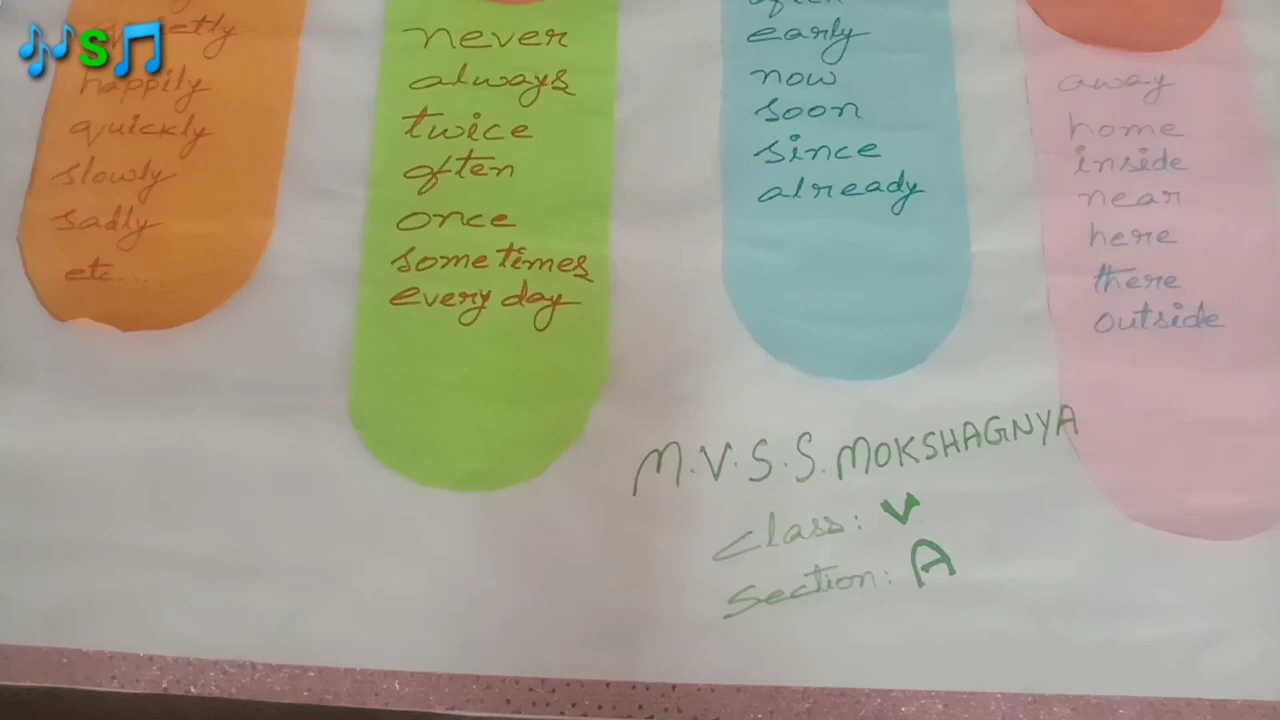 S
happily
quickly
slowly
sadly
etc....
never
always
twice
often
once
sometimes
every day
early
now
soon
since
already
away
home
inside
near
here
there
outside
M.V.S.S. MOKSHAGNYA
Class: V
Section: A